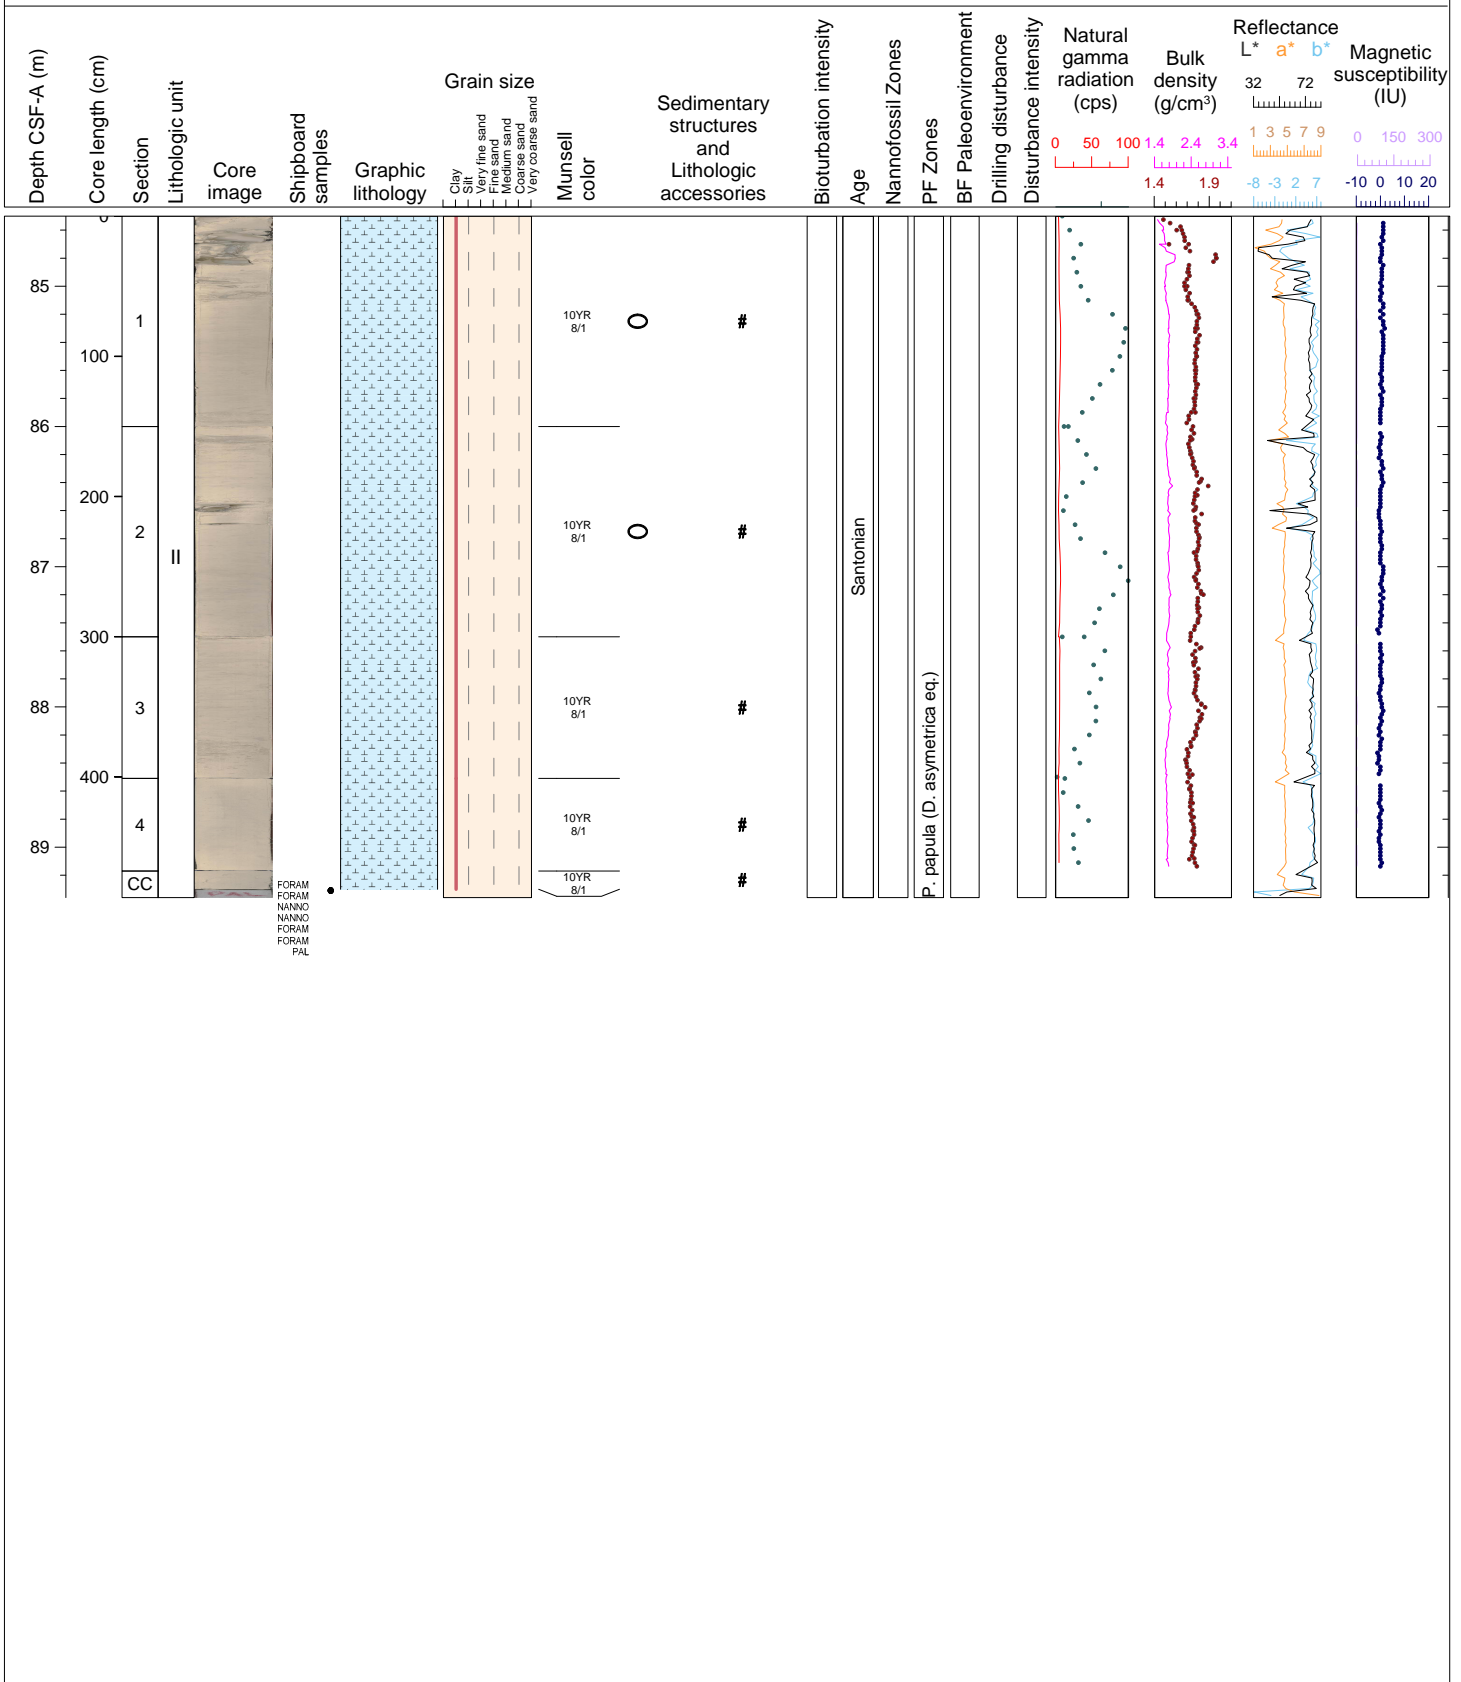 Depth CSF-A (m)
Core length (cm)
Section
Lithologic unit
Core
image
Shipboard
samples
Graphic
lithology
Grain size
Clay
Silt
Very fine sand
Fine sand
Medium sand
Coarse sand
Very coarse sand
Munsell
color
Sedimentary
structures
and
Lithologic
accessories
Bioturbation intensity
Age
Nannofossil Zones
PF Zones
BF Paleoenvironment
Drilling disturbance
Disturbance intensity
Natural
gamma
radiation
(cps)
0 50 100
Bulk
density
(g/cm³)
1.4 2.4 3.4
1.4 1.9
Reflectance
L* a* b*
32 72
1 3 5 7 9
-8 -3 2 7
Magnetic
susceptibility
(IU)
0 150 300
-10 0 10 20
0
85
1
10YR
8/1
#
100
86
200
2
II
10YR
8/1
#
87
Santonian
300
88
3
10YR
8/1
#
P. papula (D. asymetrica eq.)
400
4
10YR
8/1
#
89
CC
10YR
8/1
#
FORAM
FORAM
NANNO
NANNO
FORAM
FORAM
PAL